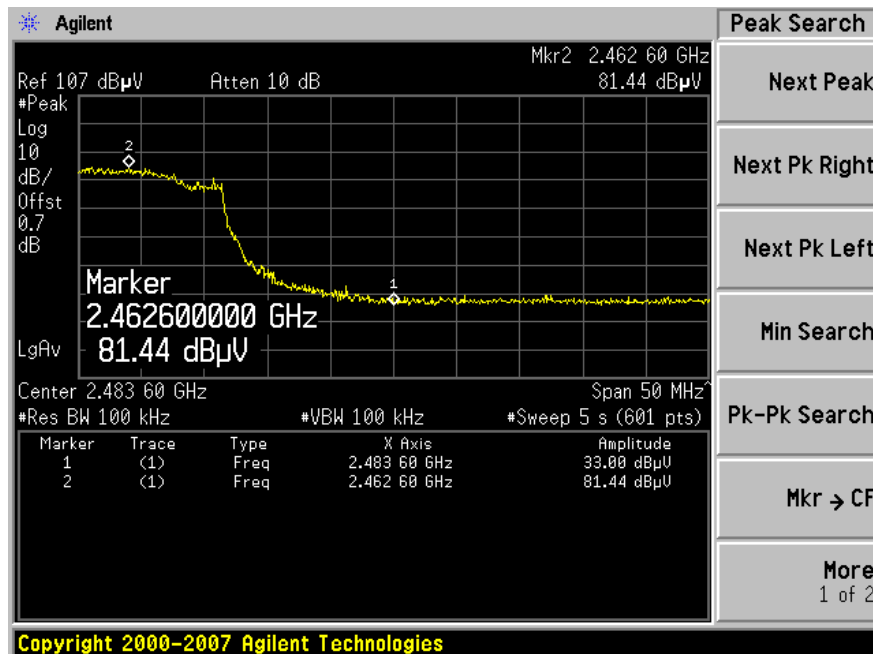 Agilent
Peak Search
Mkr2 2.462 60 GHz
Ref 107 dBµV Atten 10 dB 81.44 dBµV
#Peak
Log
10
dB/
Offst
0.7
dB
LgAv
2
1
Marker
2.462600000 GHz
81.44 dBµV
Center 2.483 60 GHz Span 50 MHz^
#Res BW 100 kHz #VBW 100 kHz #Sweep 5 s (601 pts)
Marker Trace Type X Axis Amplitude
1 (1) Freq 2.483 60 GHz 33.00 dBµV
2 (1) Freq 2.462 60 GHz 81.44 dBµV
Next Peak
Next Pk Right
Next Pk Left
Min Search
Pk-Pk Search
Mkr → CF
More
1 of 2
Copyright 2000-2007 Agilent Technologies